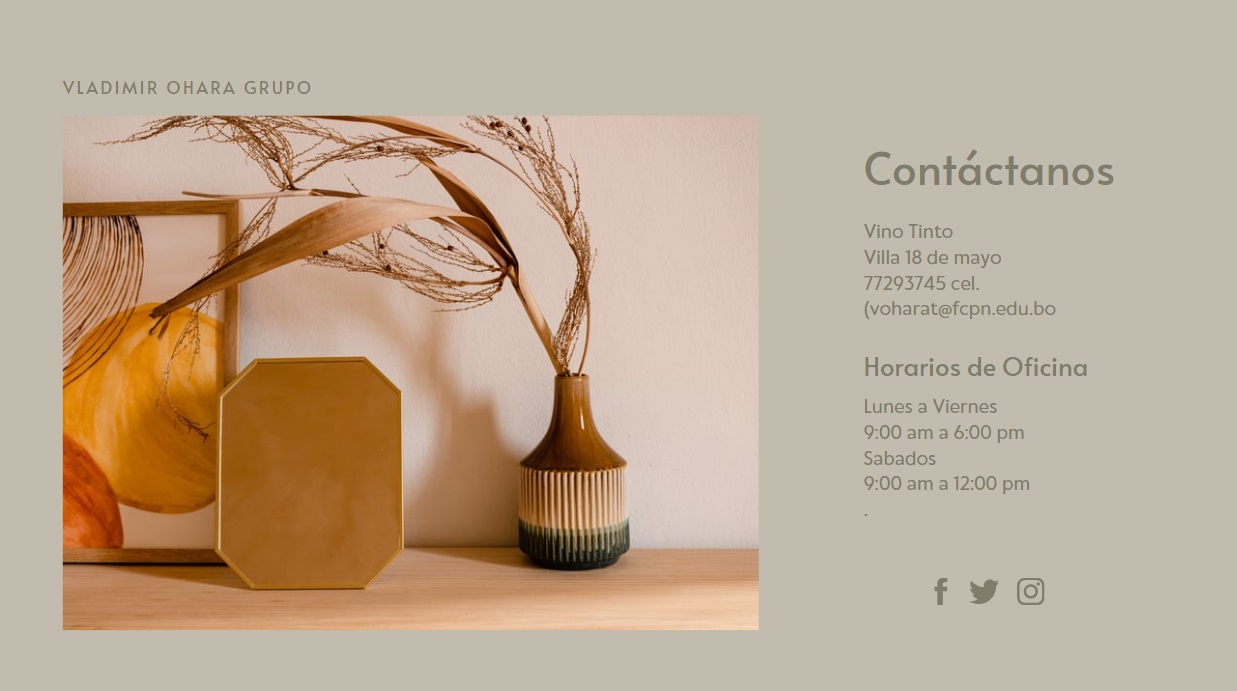 VLADIMIR OHARA GRUPO
Contáctanos
Vino Tinto
Villa 18 de mayo
77293745 cel.
(voharat@fcpn.edu.bo
Horarios de Oficina
Lunes a Viernes
9:00 am a 6:00 pm
Sabados
9:00 am a 12:00 pm
.